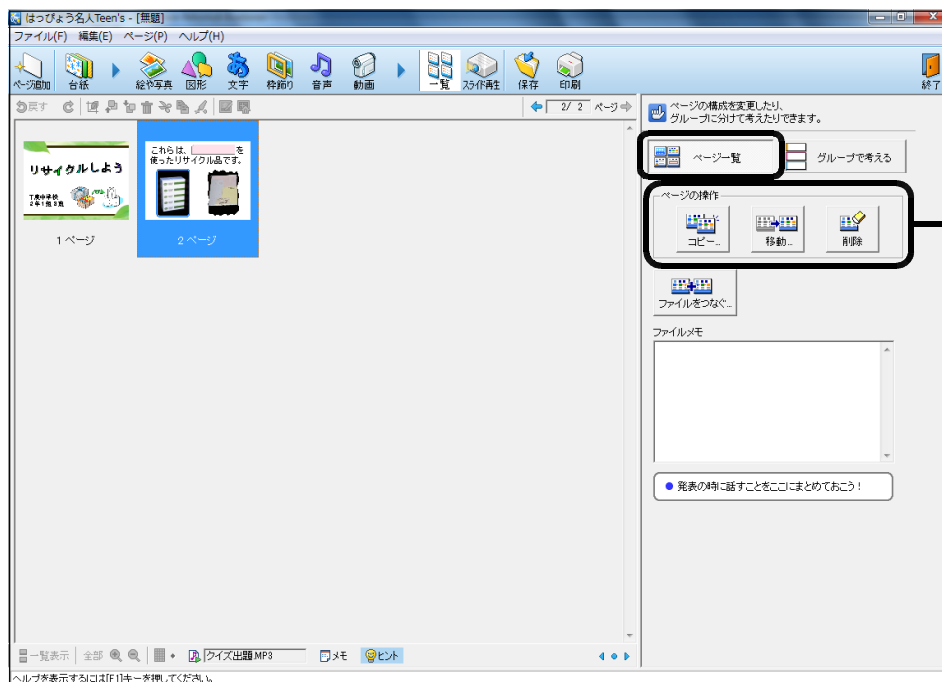 はっぴょう名人Teen's - [無題]
ファイル(F) 編集(E) ページ(P) ヘルプ(H)
ページ追加 台紙 絵や写真 図形 文字 枠飾り 音声 動画 一覧 スライド再生 保存 印刷 終了
戻す 2/ 2 ページ
ページの構成を変更したり、
グループに分けて考えたりできます。
ページ一覧 グループで考える
リサイクルしよう
2年1組3班
1 ページ
これらは、 を
使ったリサイクル品です。
2 ページ
ページの操作
コピー... 移動... 削除
ファイルをつなぐ...
ファイルメモ
● 発表の時に話すことをここにまとめておこう！
一覧表示 全部 クイズ出題.MP3 メモ ヒント
ヘルプを表示するには[F1]キーを押してください。